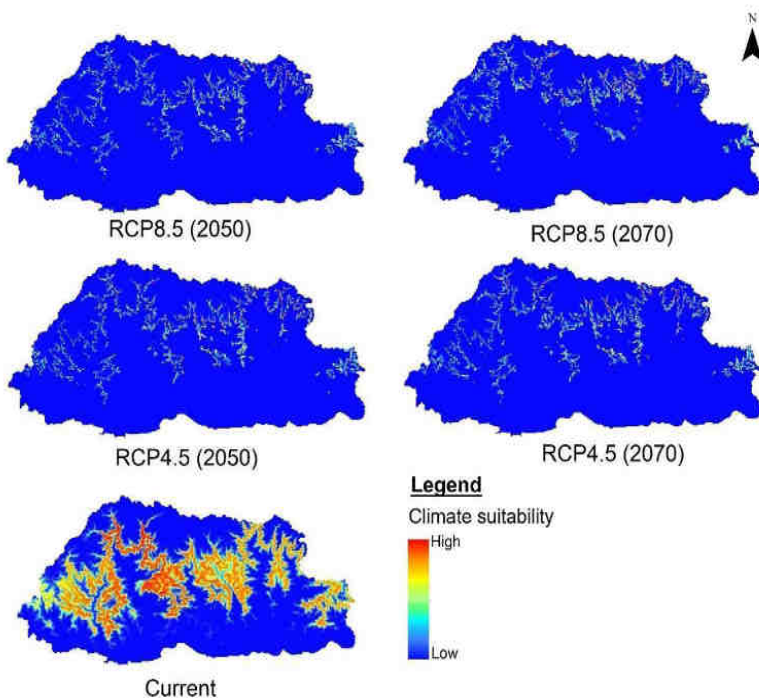 N
RCP8.5 (2050)
RCP8.5 (2070)
RCP4.5 (2050)
RCP4.5 (2070)
Legend
Climate suitability
High
Low
Current